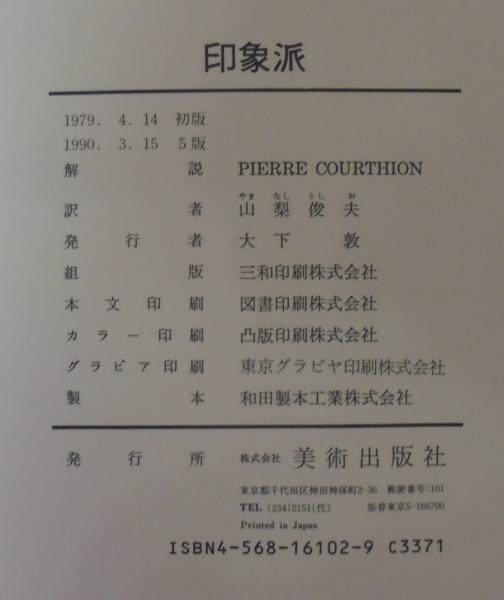 印象派
1979. 4. 14 初版
1990. 3. 15 5版
解説 PIERRE COURTHION
やま なし とし お
訳者 山梨俊夫
発行者 大下敦
組版 三和印刷株式会社
本文印刷 図書印刷株式会社
カラー印刷 凸版印刷株式会社
グラビア印刷 東京グラビヤ印刷株式会社
製本 和田製本工業株式会社
発行所 株式会社 美術出版社
東京都千代田区神田神保町2-36 郵便番号:101
TEL (234)2151(代) 振替東京5-166700
Printed in Japan
ISBN4-568-16102-9 C3371